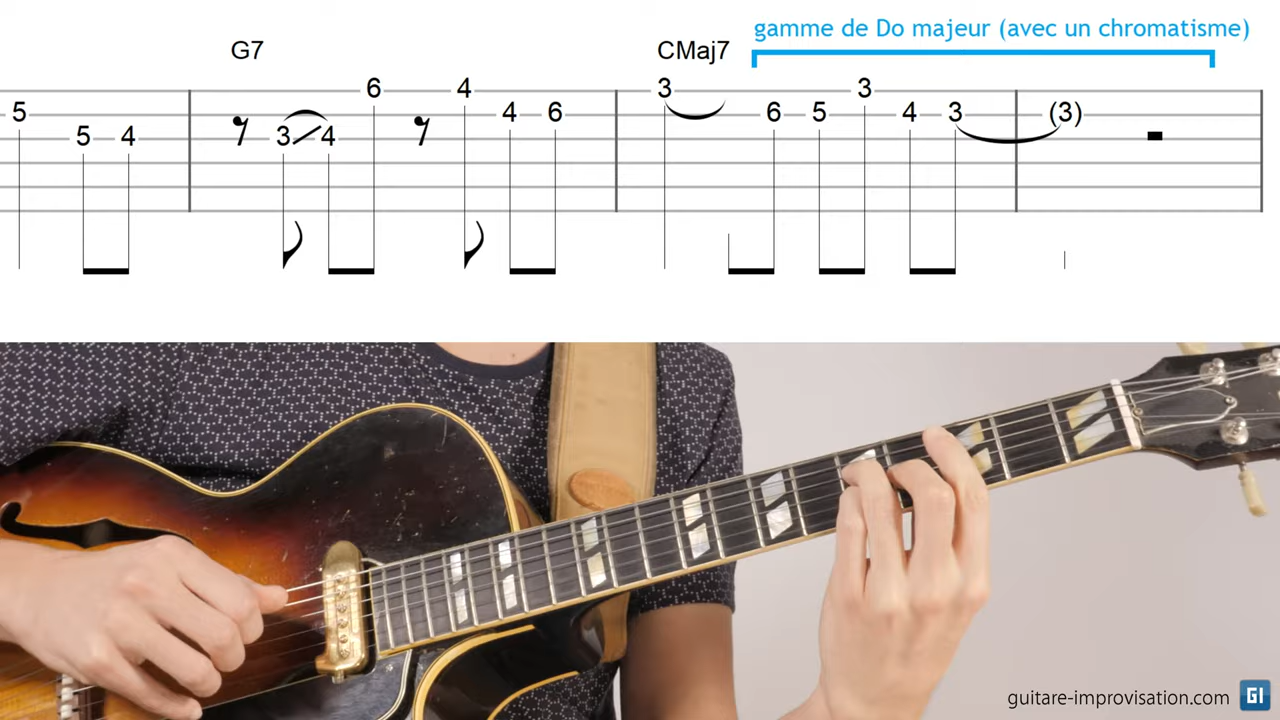 gamme de Do majeur (avec un chromatisme)
G7 CMaj7
6 4 3 3
5 4 6 6 5 4 3 (3)
5 4 3 4
guitare-improvisation.com GI